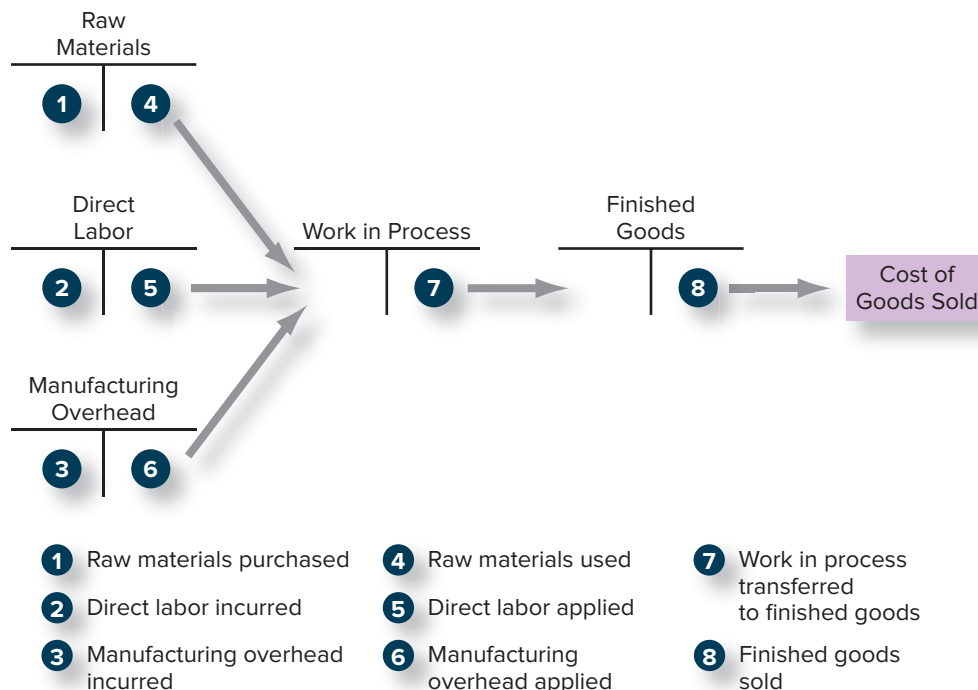 Raw
Materials
1
4
Direct
Labor
2
5
Work in Process
7
Finished
Goods
8
Cost of
Goods Sold
Manufacturing
Overhead
3
6
1 Raw materials purchased
2 Direct labor incurred
3 Manufacturing overhead
incurred
4 Raw materials used
5 Direct labor applied
6 Manufacturing
overhead applied
7 Work in process
transferred
to finished goods
8 Finished goods
sold